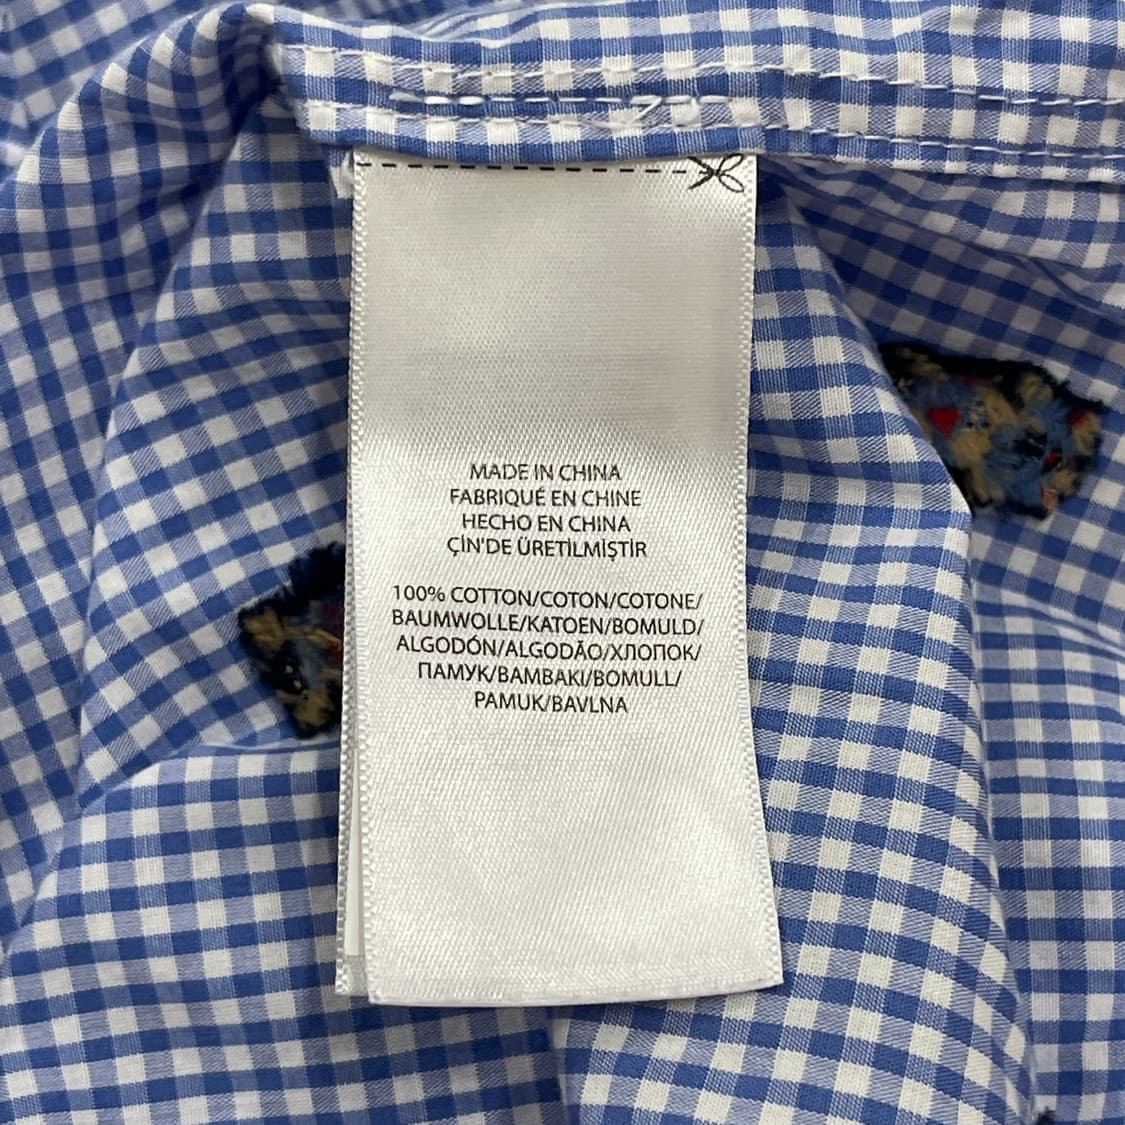 MADE IN CHINA
FABRIQUÉ EN CHINE
HECHO EN CHINA
ÇİN'DE ÜRETİLMİŞTİR
100% COTTON/COTON/COTONE/
BAUMWOLLE/KATOEN/BOMULD/
ALGODÓN/ALGODÃO/ХЛОПОК/
ПАМУК/BAMBAKI/BOMULL/
PAMUK/BAVLNA